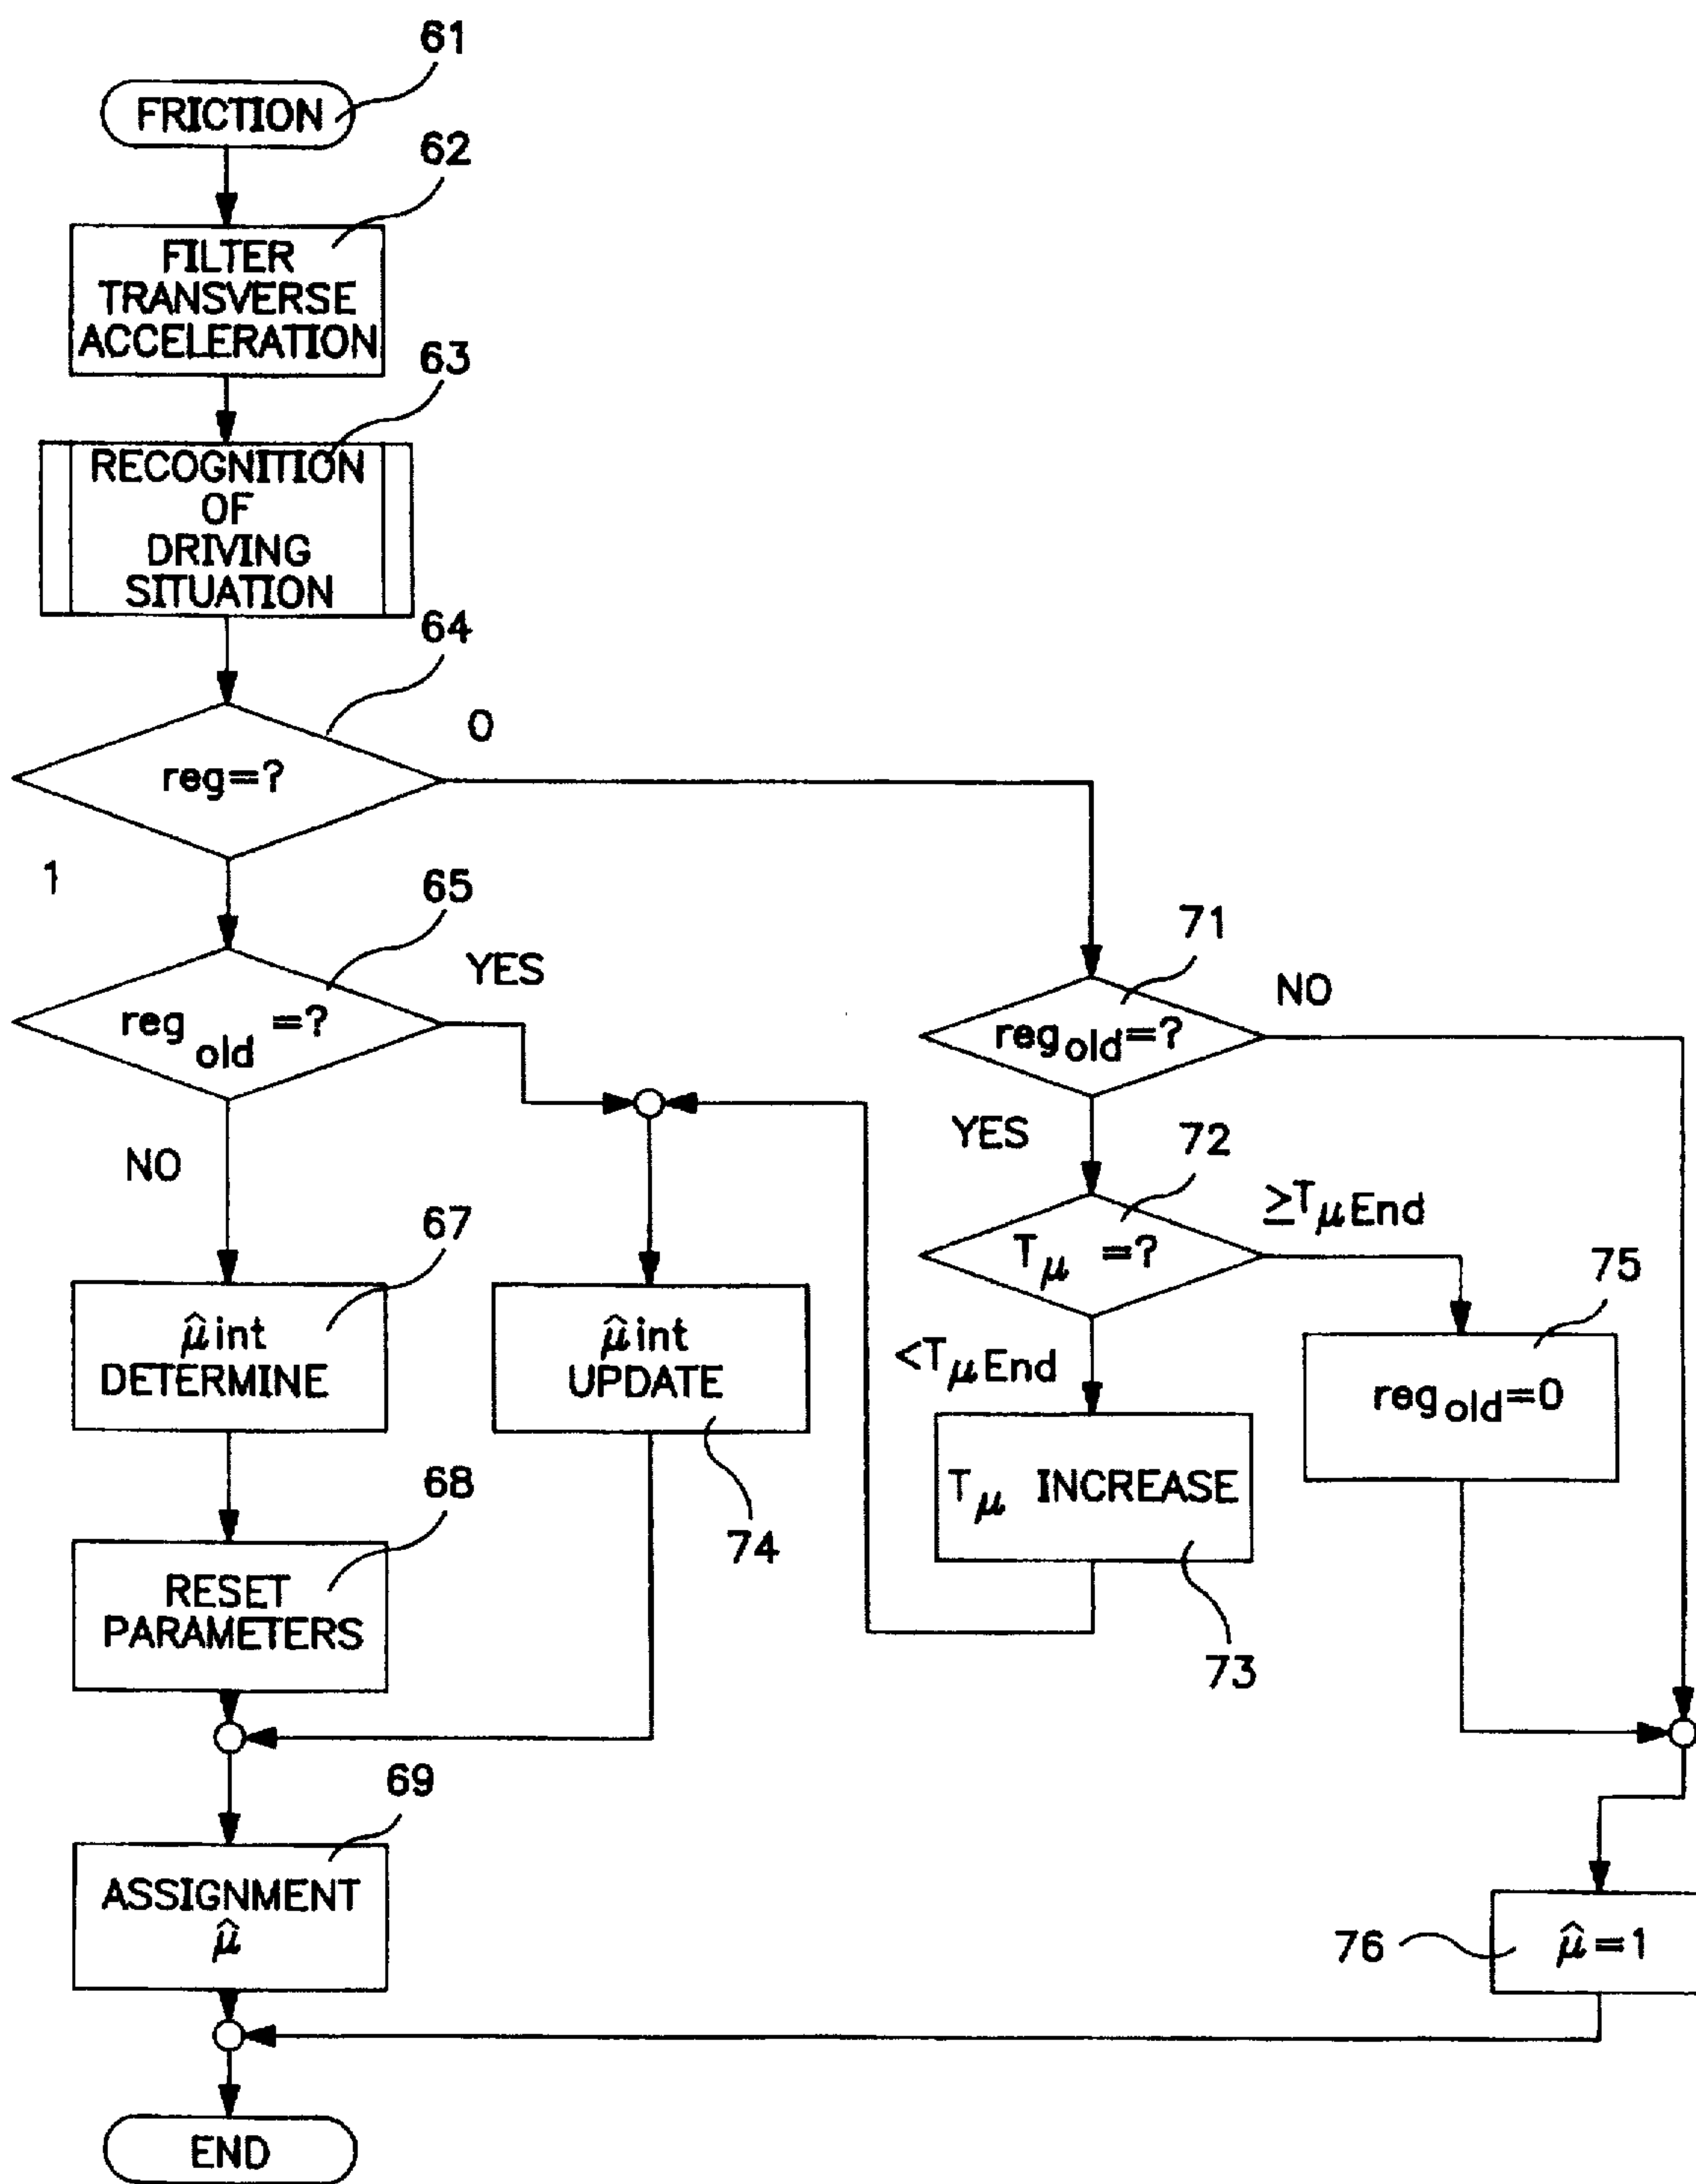 61
FRICTION
62
FILTER
TRANSVERSE
ACCELERATION
63
RECOGNITION
OF
DRIVING
SITUATION
64
reg=?
0
1
65
reg old =?
YES
NO
71
reg old=?
NO
YES
72
Tμ =?
≥Tμ End
<Tμ End
75
reg old=0
67
μ̂ int
DETERMINE
μ̂ int
UPDATE
74
Tμ INCREASE
73
68
RESET
PARAMETERS
69
ASSIGNMENT
μ̂
76
μ̂=1
END